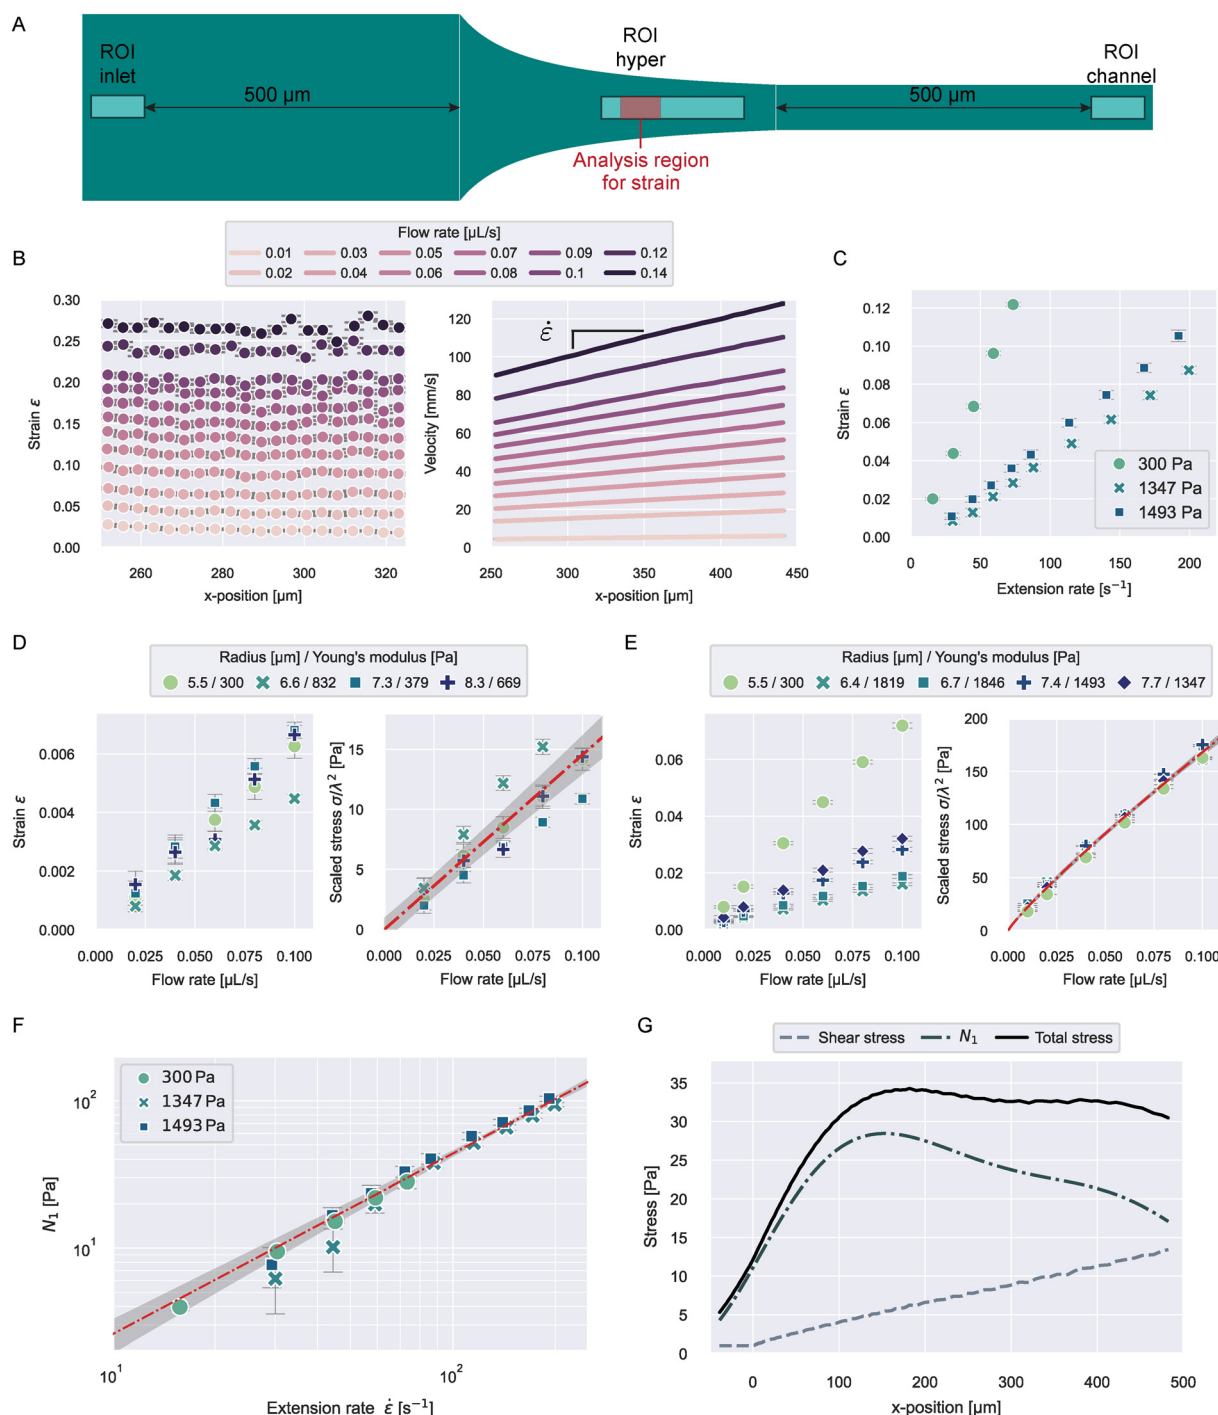 A
ROI
inlet
500 µm
ROI
hyper
Analysis region
for strain
500 µm
ROI
channel
Flow rate [µL/s]
0.01 0.03 0.05 0.07 0.09 0.12
0.02 0.04 0.06 0.08 0.1 0.14
B
Strain ε
0.30
0.25
0.20
0.15
0.10
0.05
0.00
260 280 300 320
x-position [µm]
Velocity [mm/s]
120
100
80
60
40
20
0
ε̇
250 300 350 400 450
x-position [µm]
C
Strain ε
0.12
0.10
0.08
0.06
0.04
0.02
0.00
300 Pa
1347 Pa
1493 Pa
0 50 100 150 200
Extension rate [s⁻¹]
D
Radius [µm] / Young's modulus [Pa]
5.5 / 300 6.6 / 832 7.3 / 379 8.3 / 669
Strain ε
0.006
0.004
0.002
0.000
0.000 0.025 0.050 0.075 0.100
Flow rate [µL/s]
Scaled stress σ/λ² [Pa]
15
10
5
0
0.000 0.025 0.050 0.075 0.100
Flow rate [µL/s]
E
Radius [µm] / Young's modulus [Pa]
5.5 / 300 6.4 / 1819 6.7 / 1846 7.4 / 1493 7.7 / 1347
Strain ε
0.06
0.04
0.02
0.00
0.000 0.025 0.050 0.075 0.100
Flow rate [µL/s]
Scaled stress σ/λ² [Pa]
200
150
100
50
0
0.000 0.025 0.050 0.075 0.100
Flow rate [µL/s]
F
300 Pa
1347 Pa
1493 Pa
N₁ [Pa]
10²
10¹
10¹ 10²
Extension rate ε̇ [s⁻¹]
G
Shear stress N₁ Total stress
Stress [Pa]
35
30
25
20
15
10
5
0
0 100 200 300 400 500
x-position [µm]